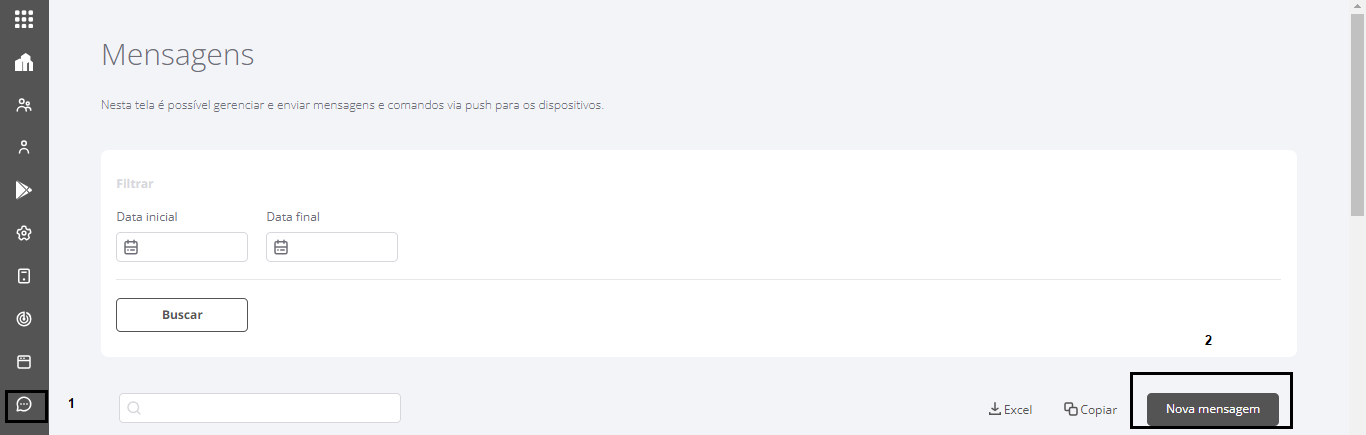 Mensagens
Nesta tela é possível gerenciar e enviar mensagens e comandos via push para os dispositivos.
Filtrar
Data inicial
Data final
Buscar
2
1
Excel
Copiar
Nova mensagem